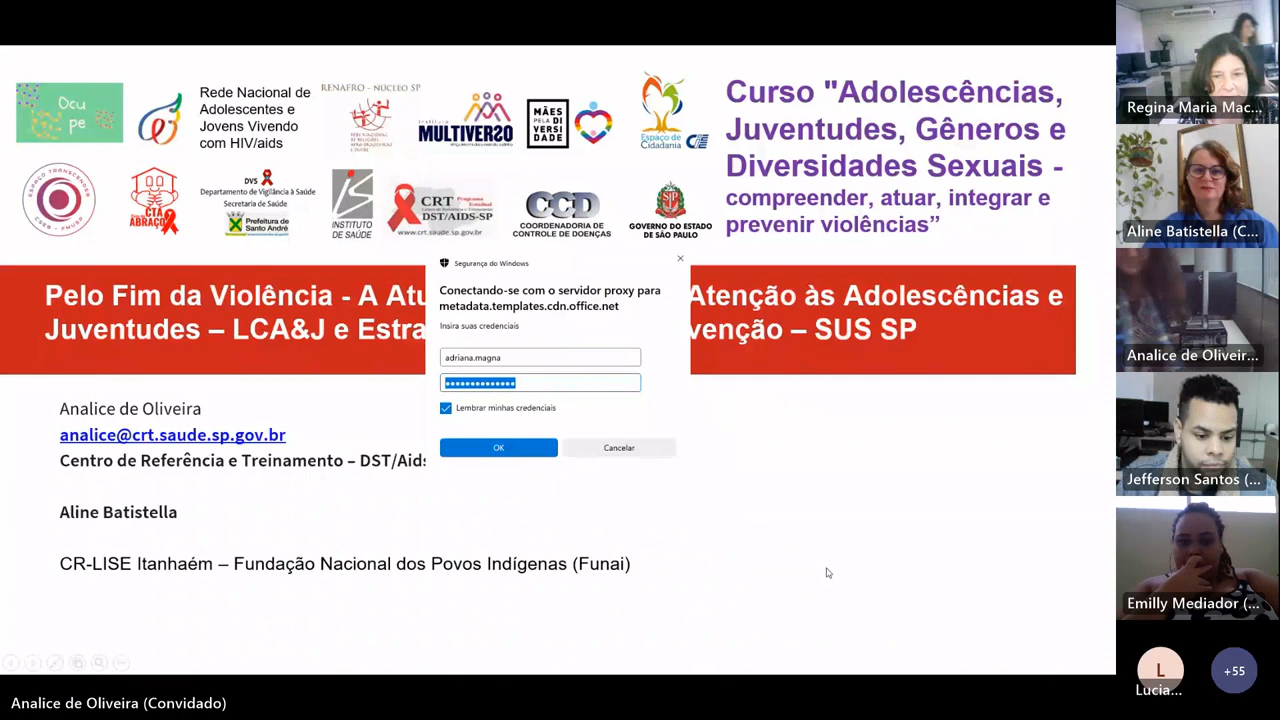 Ocu
pe
Rede Nacional de
Adolescentes e
Jovens Vivendo
com HIV/aids
RENAFRO - NÚCLEO SP
MULTIVERSO
MÃES
PELA DI
VERSI
DADE
Espaço de
Cidadania
Curso "Adolescências,
Juventudes, Gêneros e
Diversidades Sexuais -
compreender, atuar, integrar e
prevenir violências”
ESPAÇO TRANSCENDER
CTA
ABRAÇO
DVS
Departamento de Vigilância à Saúde
Secretaria de Saúde
Prefeitura de
Santo André
INSTITUTO
DE SAÚDE
CRT
DST/AIDS-SP
www.crt.saude.sp.gov.br
CCD
COORDENADORIA DE
CONTROLE DE DOENÇAS
GOVERNO DO ESTADO
DE SÃO PAULO
Pelo Fim da Violência - A Atu
Atenção às Adolescências e
Juventudes – LCA&J e Estra
venção – SUS SP
Segurança do Windows
Conectando-se com o servidor proxy para
metadata.templates.cdn.office.net
Insira suas credenciais
adriana.magna
Lembrar minhas credenciais
OK
Cancelar
Analice de Oliveira
analice@crt.saude.sp.gov.br
Centro de Referência e Treinamento – DST/Aids
Aline Batistella
CR-LISE Itanhaém – Fundação Nacional dos Povos Indígenas (Funai)
Regina Maria Mac...
Aline Batistella (C...
Analice de Oliveir...
Jefferson Santos (...
Emilly Mediador (...
L
Lucia...
+55
Analice de Oliveira (Convidado)